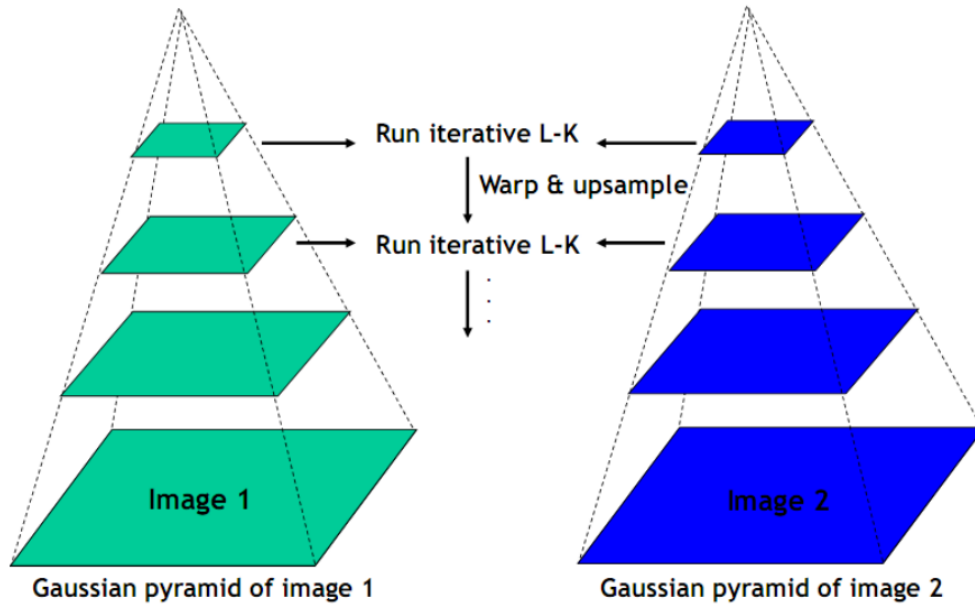 Run iterative L-K
Warp & upsample
Run iterative L-K
.
.
.
Image 1
Image 2
Gaussian pyramid of image 1
Gaussian pyramid of image 2